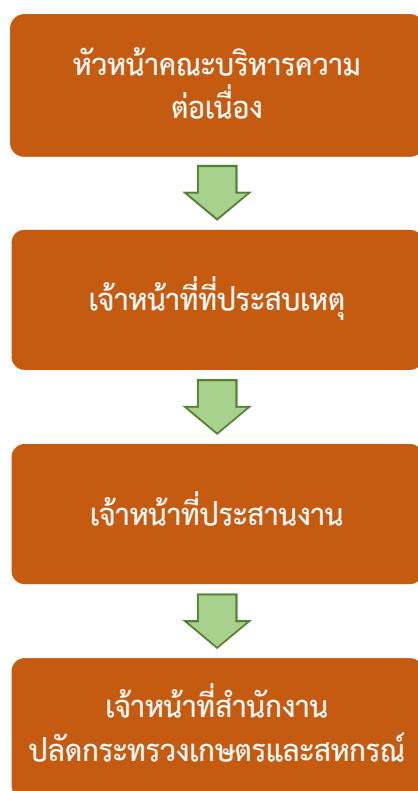 หัวหน้าคณะบริหารความ
ต่อเนื่อง
เจ้าหน้าที่ที่ประสบเหตุ
เจ้าหน้าที่ประสานงาน
เจ้าหน้าที่สำนักงาน
ปลัดกระทรวงเกษตรและสหกรณ์